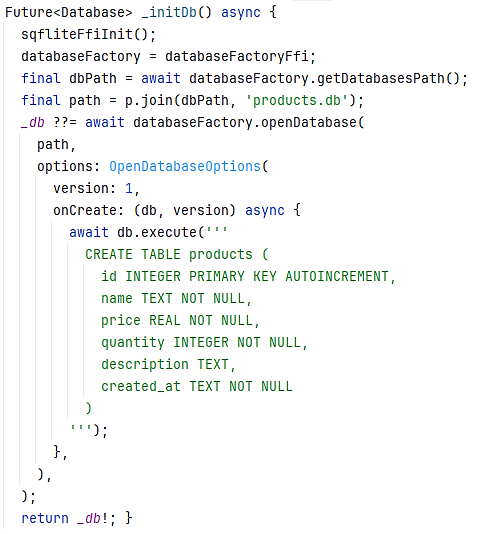 Future<Database> _initDb() async {
  sqfliteFfiInit();
  databaseFactory = databaseFactoryFfi;
  final dbPath = await databaseFactory.getDatabasesPath();
  final path = p.join(dbPath, 'products.db');
  _db ??= await databaseFactory.openDatabase(
    path,
    options: OpenDatabaseOptions(
      version: 1,
      onCreate: (db, version) async {
        await db.execute('''
          CREATE TABLE products (
            id INTEGER PRIMARY KEY AUTOINCREMENT,
            name TEXT NOT NULL,
            price REAL NOT NULL,
            quantity INTEGER NOT NULL,
            description TEXT,
            created_at TEXT NOT NULL
          )
        ''');
      },
    ),
  );
  return _db!; }